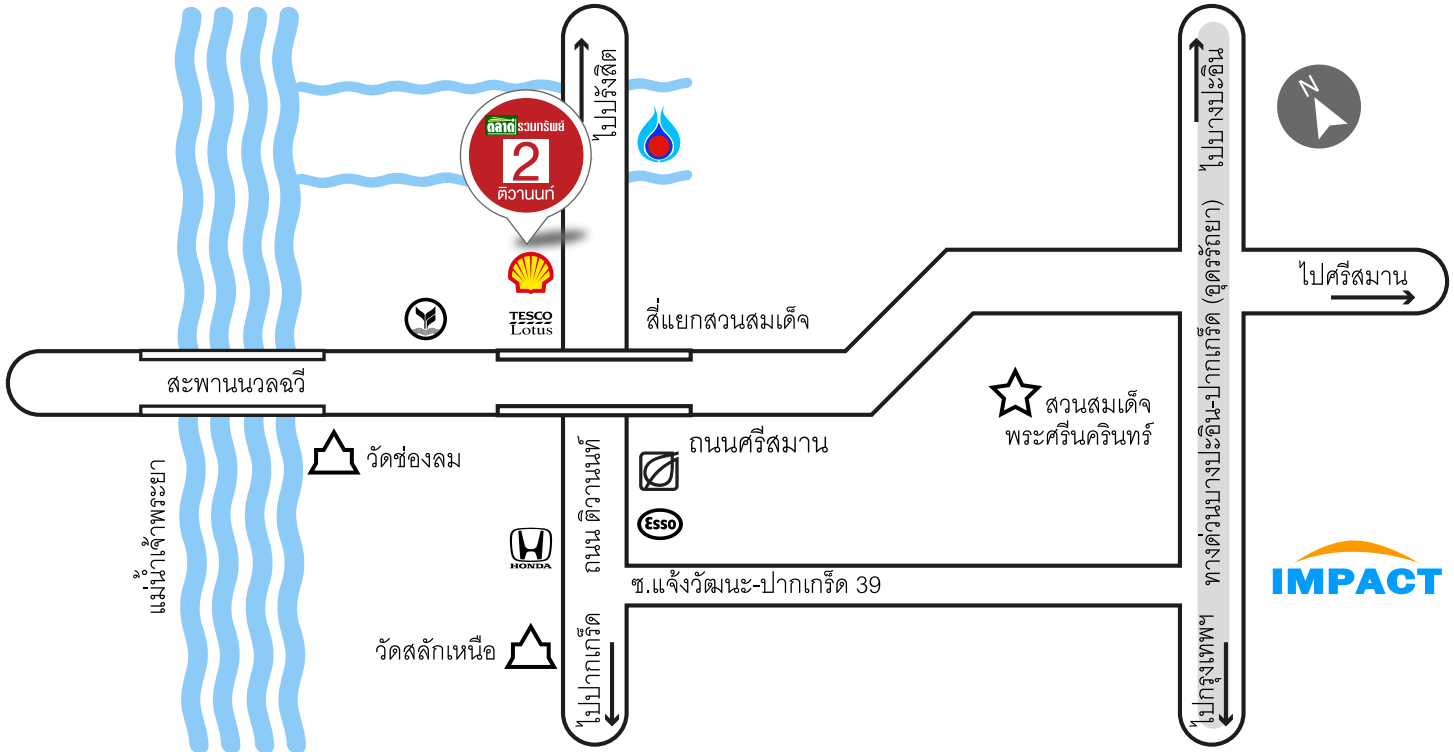 ไปรังสิต
ไปบางปะอิน
N
ตลาด รวมทรัพย์
2
ติวานนท์
ไปศรีสมาน
TESCO
Lotus
สี่แยกสวนสมเด็จ
สะพานนวลฉวี
สวนสมเด็จ
พระศรีนครินทร์
ทางด่วนบางปะอิน-ปากเกร็ด (อุดรรัถยา)
ถนนศรีสมาน
วัดช่องลม
แม่น้ำเจ้าพระยา
ถนน ติวานนท์
Esso
HONDA
ซ.แจ้งวัฒนะ-ปากเกร็ด 39
IMPACT
วัดสลักเหนือ
ไปปากเกร็ด
ไปกรุงเทพฯ